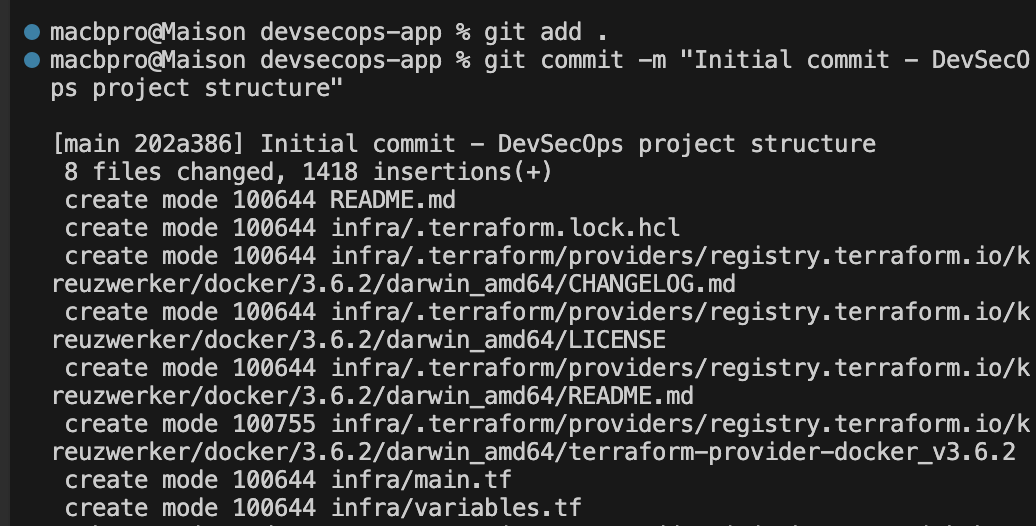 macbpro@Maison devsecops-app % git add .
macbpro@Maison devsecops-app % git commit -m "Initial commit - DevSecO
ps project structure"
[main 202a386] Initial commit - DevSecOps project structure
8 files changed, 1418 insertions(+)
create mode 100644 README.md
create mode 100644 infra/.terraform.lock.hcl
create mode 100644 infra/.terraform/providers/registry.terraform.io/k
reuzwerker/docker/3.6.2/darwin_amd64/CHANGELOG.md
create mode 100644 infra/.terraform/providers/registry.terraform.io/k
reuzwerker/docker/3.6.2/darwin_amd64/LICENSE
create mode 100644 infra/.terraform/providers/registry.terraform.io/k
reuzwerker/docker/3.6.2/darwin_amd64/README.md
create mode 100755 infra/.terraform/providers/registry.terraform.io/k
reuzwerker/docker/3.6.2/darwin_amd64/terraform-provider-docker_v3.6.2
create mode 100644 infra/main.tf
create mode 100644 infra/variables.tf